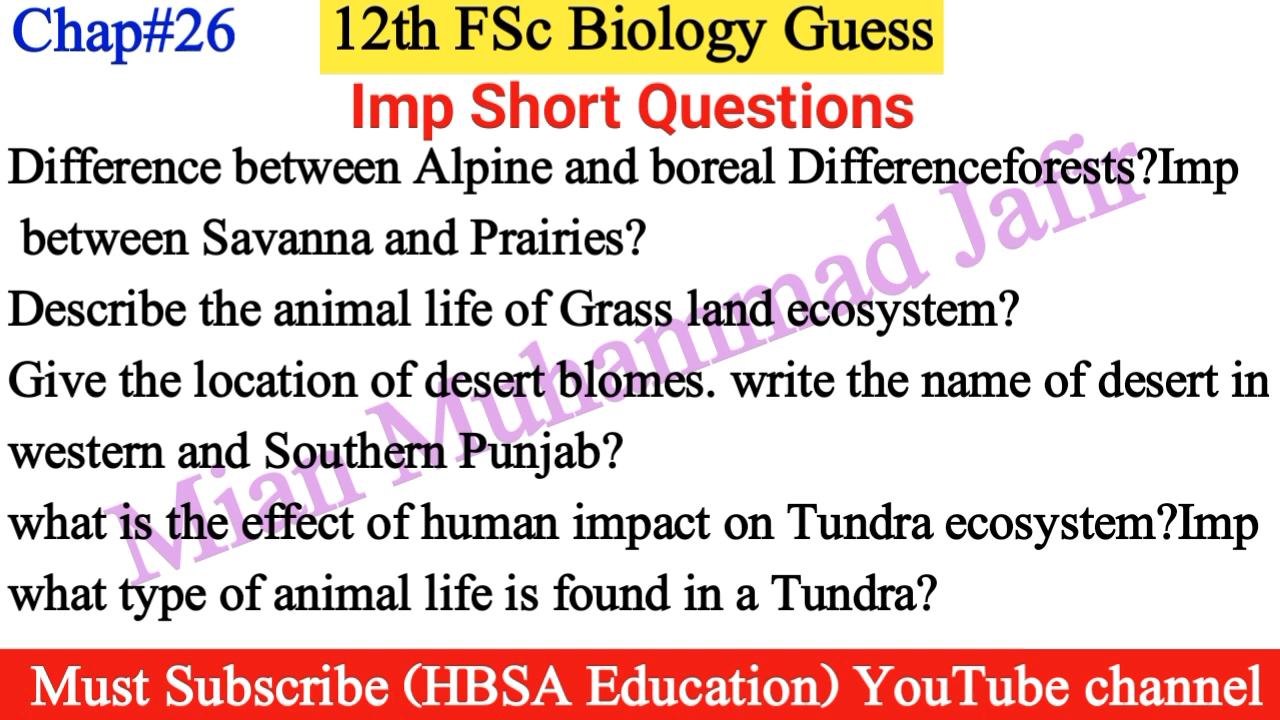 Chap#26
12th FSc Biology Guess
Imp Short Questions
Difference between Alpine and boreal Differenceforests?Imp
between Savanna and Prairies?
Describe the animal life of Grass land ecosystem?
Give the location of desert blomes. write the name of desert in
western and Southern Punjab?
what is the effect of human impact on Tundra ecosystem?Imp
what type of animal life is found in a Tundra?
Mian Muhammad Jafir
Must Subscribe (HBSA Education) YouTube channel